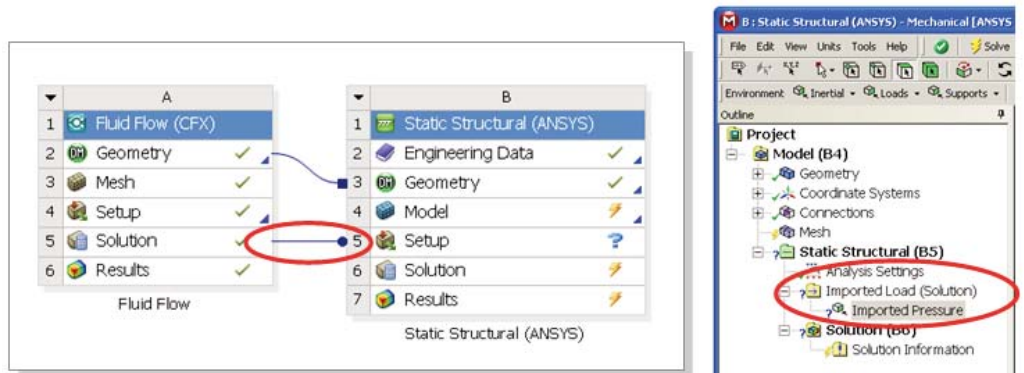 A
1 Fluid Flow (CFX)
2 Geometry
3 Mesh
4 Setup
5 Solution
6 Results
Fluid Flow
B
1 Static Structural (ANSYS)
2 Engineering Data
3 Geometry
4 Model
5 Setup
6 Solution
7 Results
Static Structural (ANSYS)
B : Static Structural (ANSYS) - Mechanical [ANSYS
File Edit View Units Tools Help Solve
Environment Inertial Loads Supports
Outline
Project
Model (B4)
Geometry
Coordinate Systems
Connections
Mesh
Static Structural (B5)
Analysis Settings
Imported Load (Solution)
Imported Pressure
Solution (B6)
Solution Information